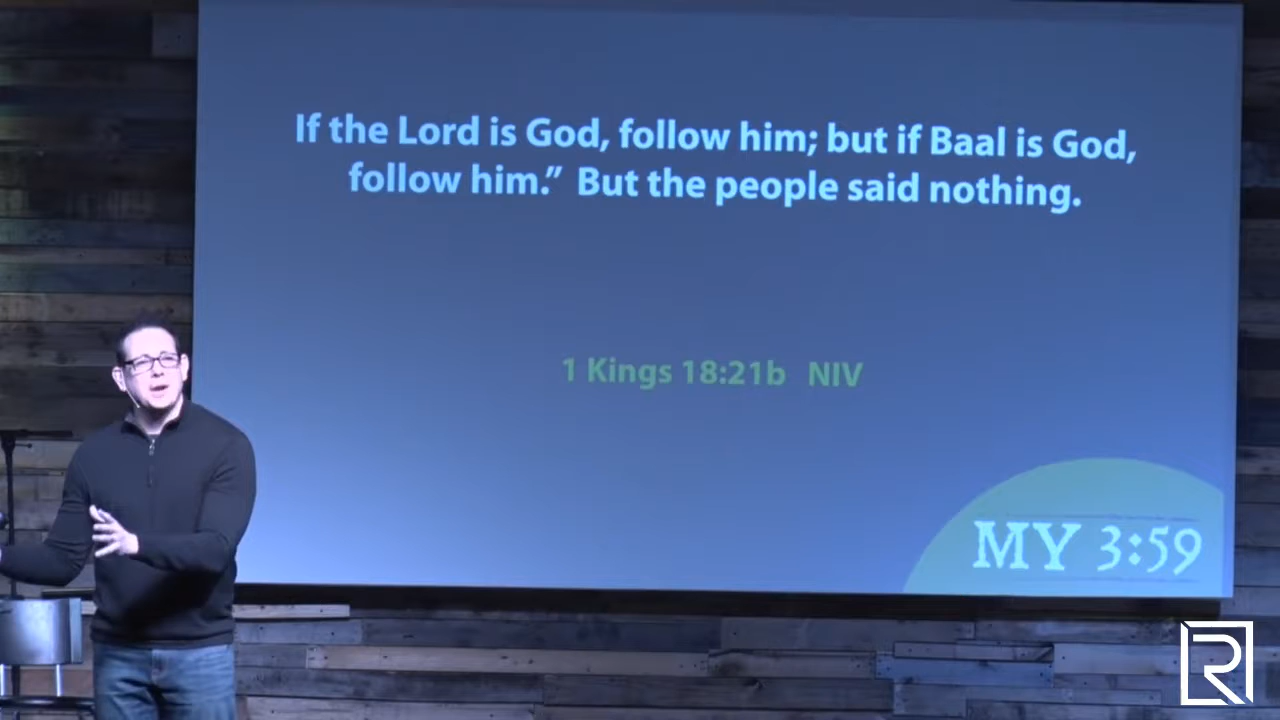 If the Lord is God, follow him; but if Baal is God,
follow him.” But the people said nothing.
1 Kings 18:21b NIV
MY 3:59
R